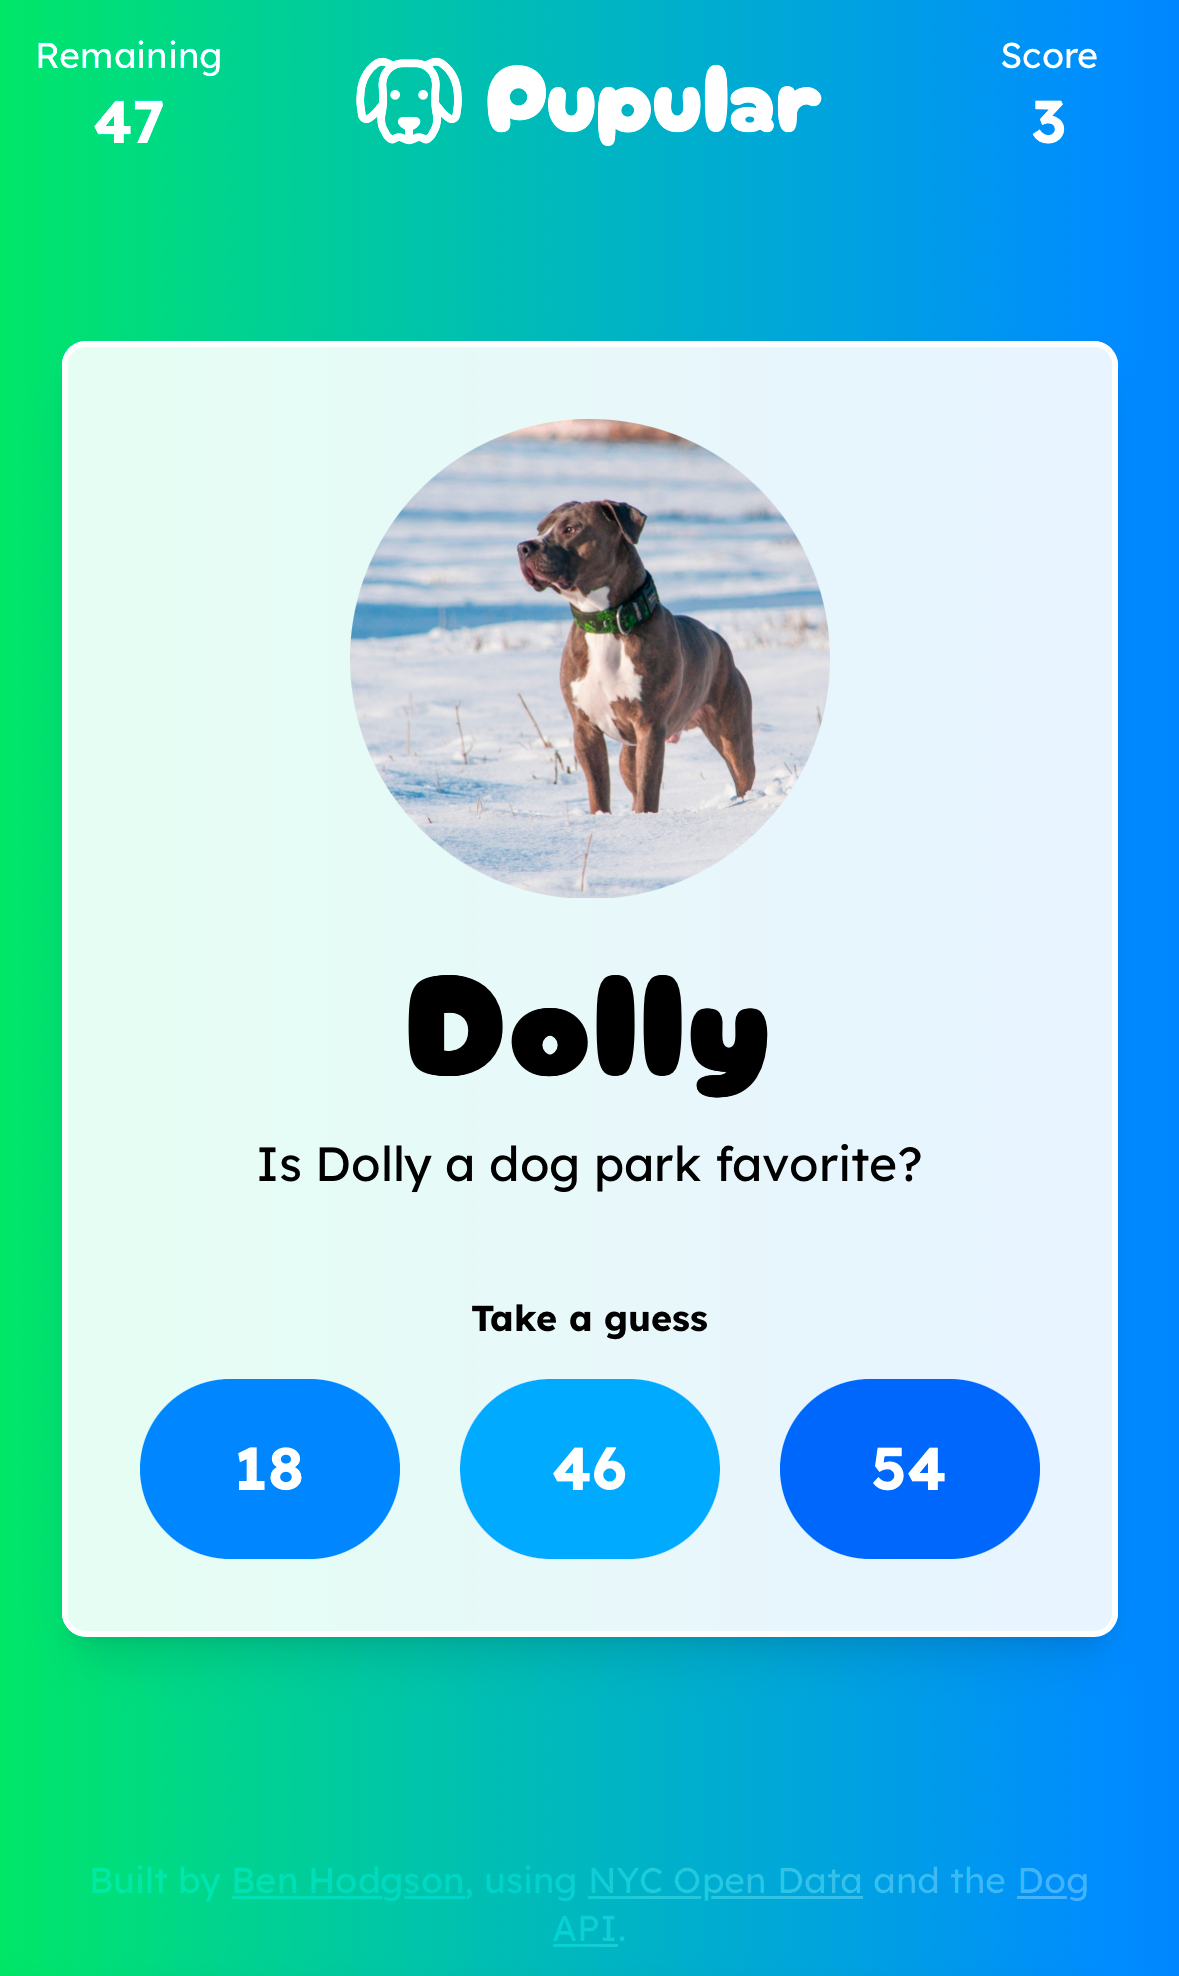 Remaining
47
Pupular
Score
3
Dolly
Is Dolly a dog park favorite?
Take a guess
18
46
54
Built by Ben Hodgson, using NYC Open Data and the Dog
API.